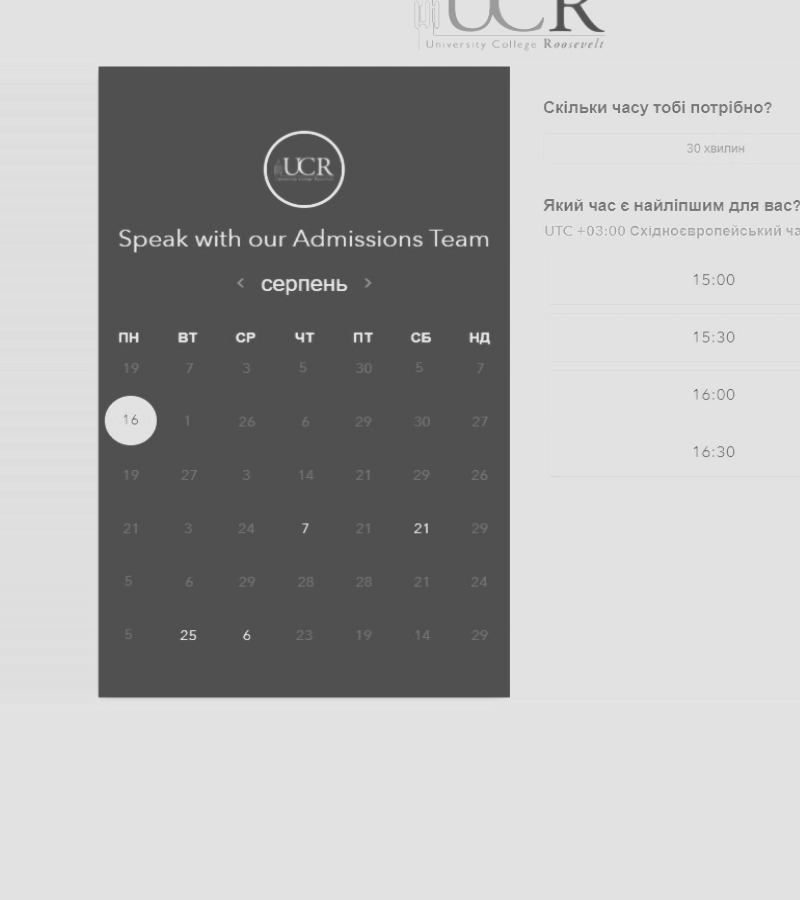 UCR
University College Roosevelt
UCR
Speak with our Admissions Team
серпень
ПН ВТ СР ЧТ ПТ СБ НД
19 7 3 5 30 5 7
16 1 26 6 29 30 27
19 27 3 14 21 29 26
21 3 24 7 21 21 29
5 6 29 28 28 21 24
5 25 6 23 19 14 29
Скільки часу тобі потрібно?
30 хвилин
Який час є найліпшим для вас?
UTC +03:00 Східноєвропейський ча
15:00
15:30
16:00
16:30